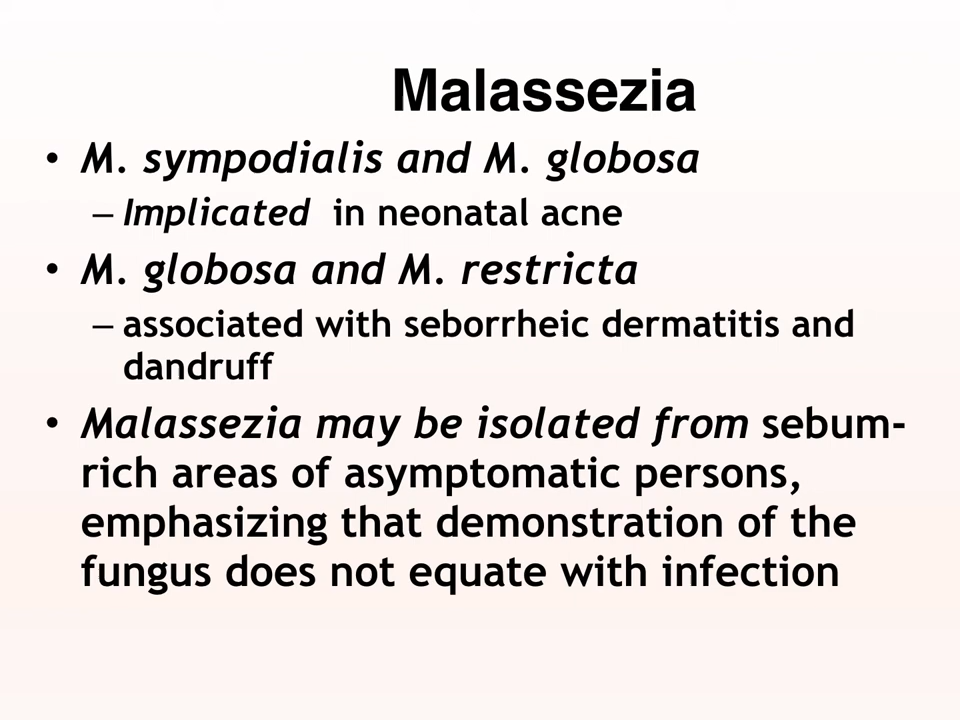 Malassezia
• M. sympodialis and M. globosa
– Implicated in neonatal acne
• M. globosa and M. restricta
– associated with seborrheic dermatitis and
dandruff
• Malassezia may be isolated from sebum-
rich areas of asymptomatic persons,
emphasizing that demonstration of the
fungus does not equate with infection